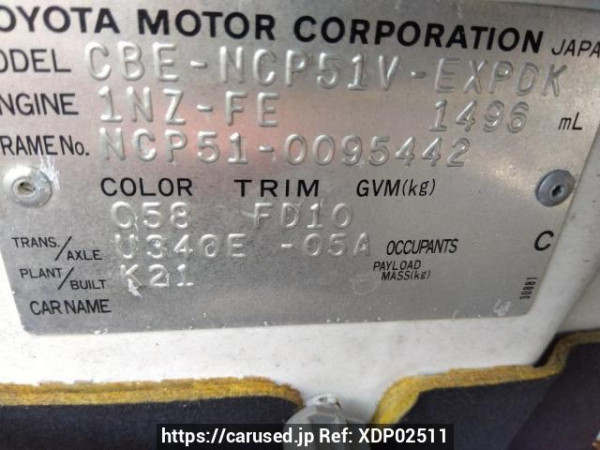 OYOTA MOTOR CORPORATION JAPA
ODEL CBE-NCP51V-EXPDK
NGINE 1NZ-FE 1496 mL
RAME No. NCP51-0095442
COLOR TRIM GVM(kg)
058 FD10
TRANS./AXLE U340E -05A OCCUPANTS C
PLANT/BUILT K21 PAYLOAD MASS(kg)
CAR NAME
30881
https://carused.jp Ref: XDP02511